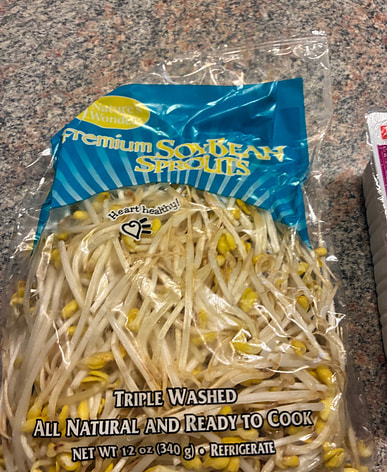 Nature's
Wonders
Premium SOYBEAN
SPROUTS
Heart healthy!
TRIPLE WASHED
ALL NATURAL AND READY TO COOK
NET WT 12 OZ (340 g) • REFRIGERATE